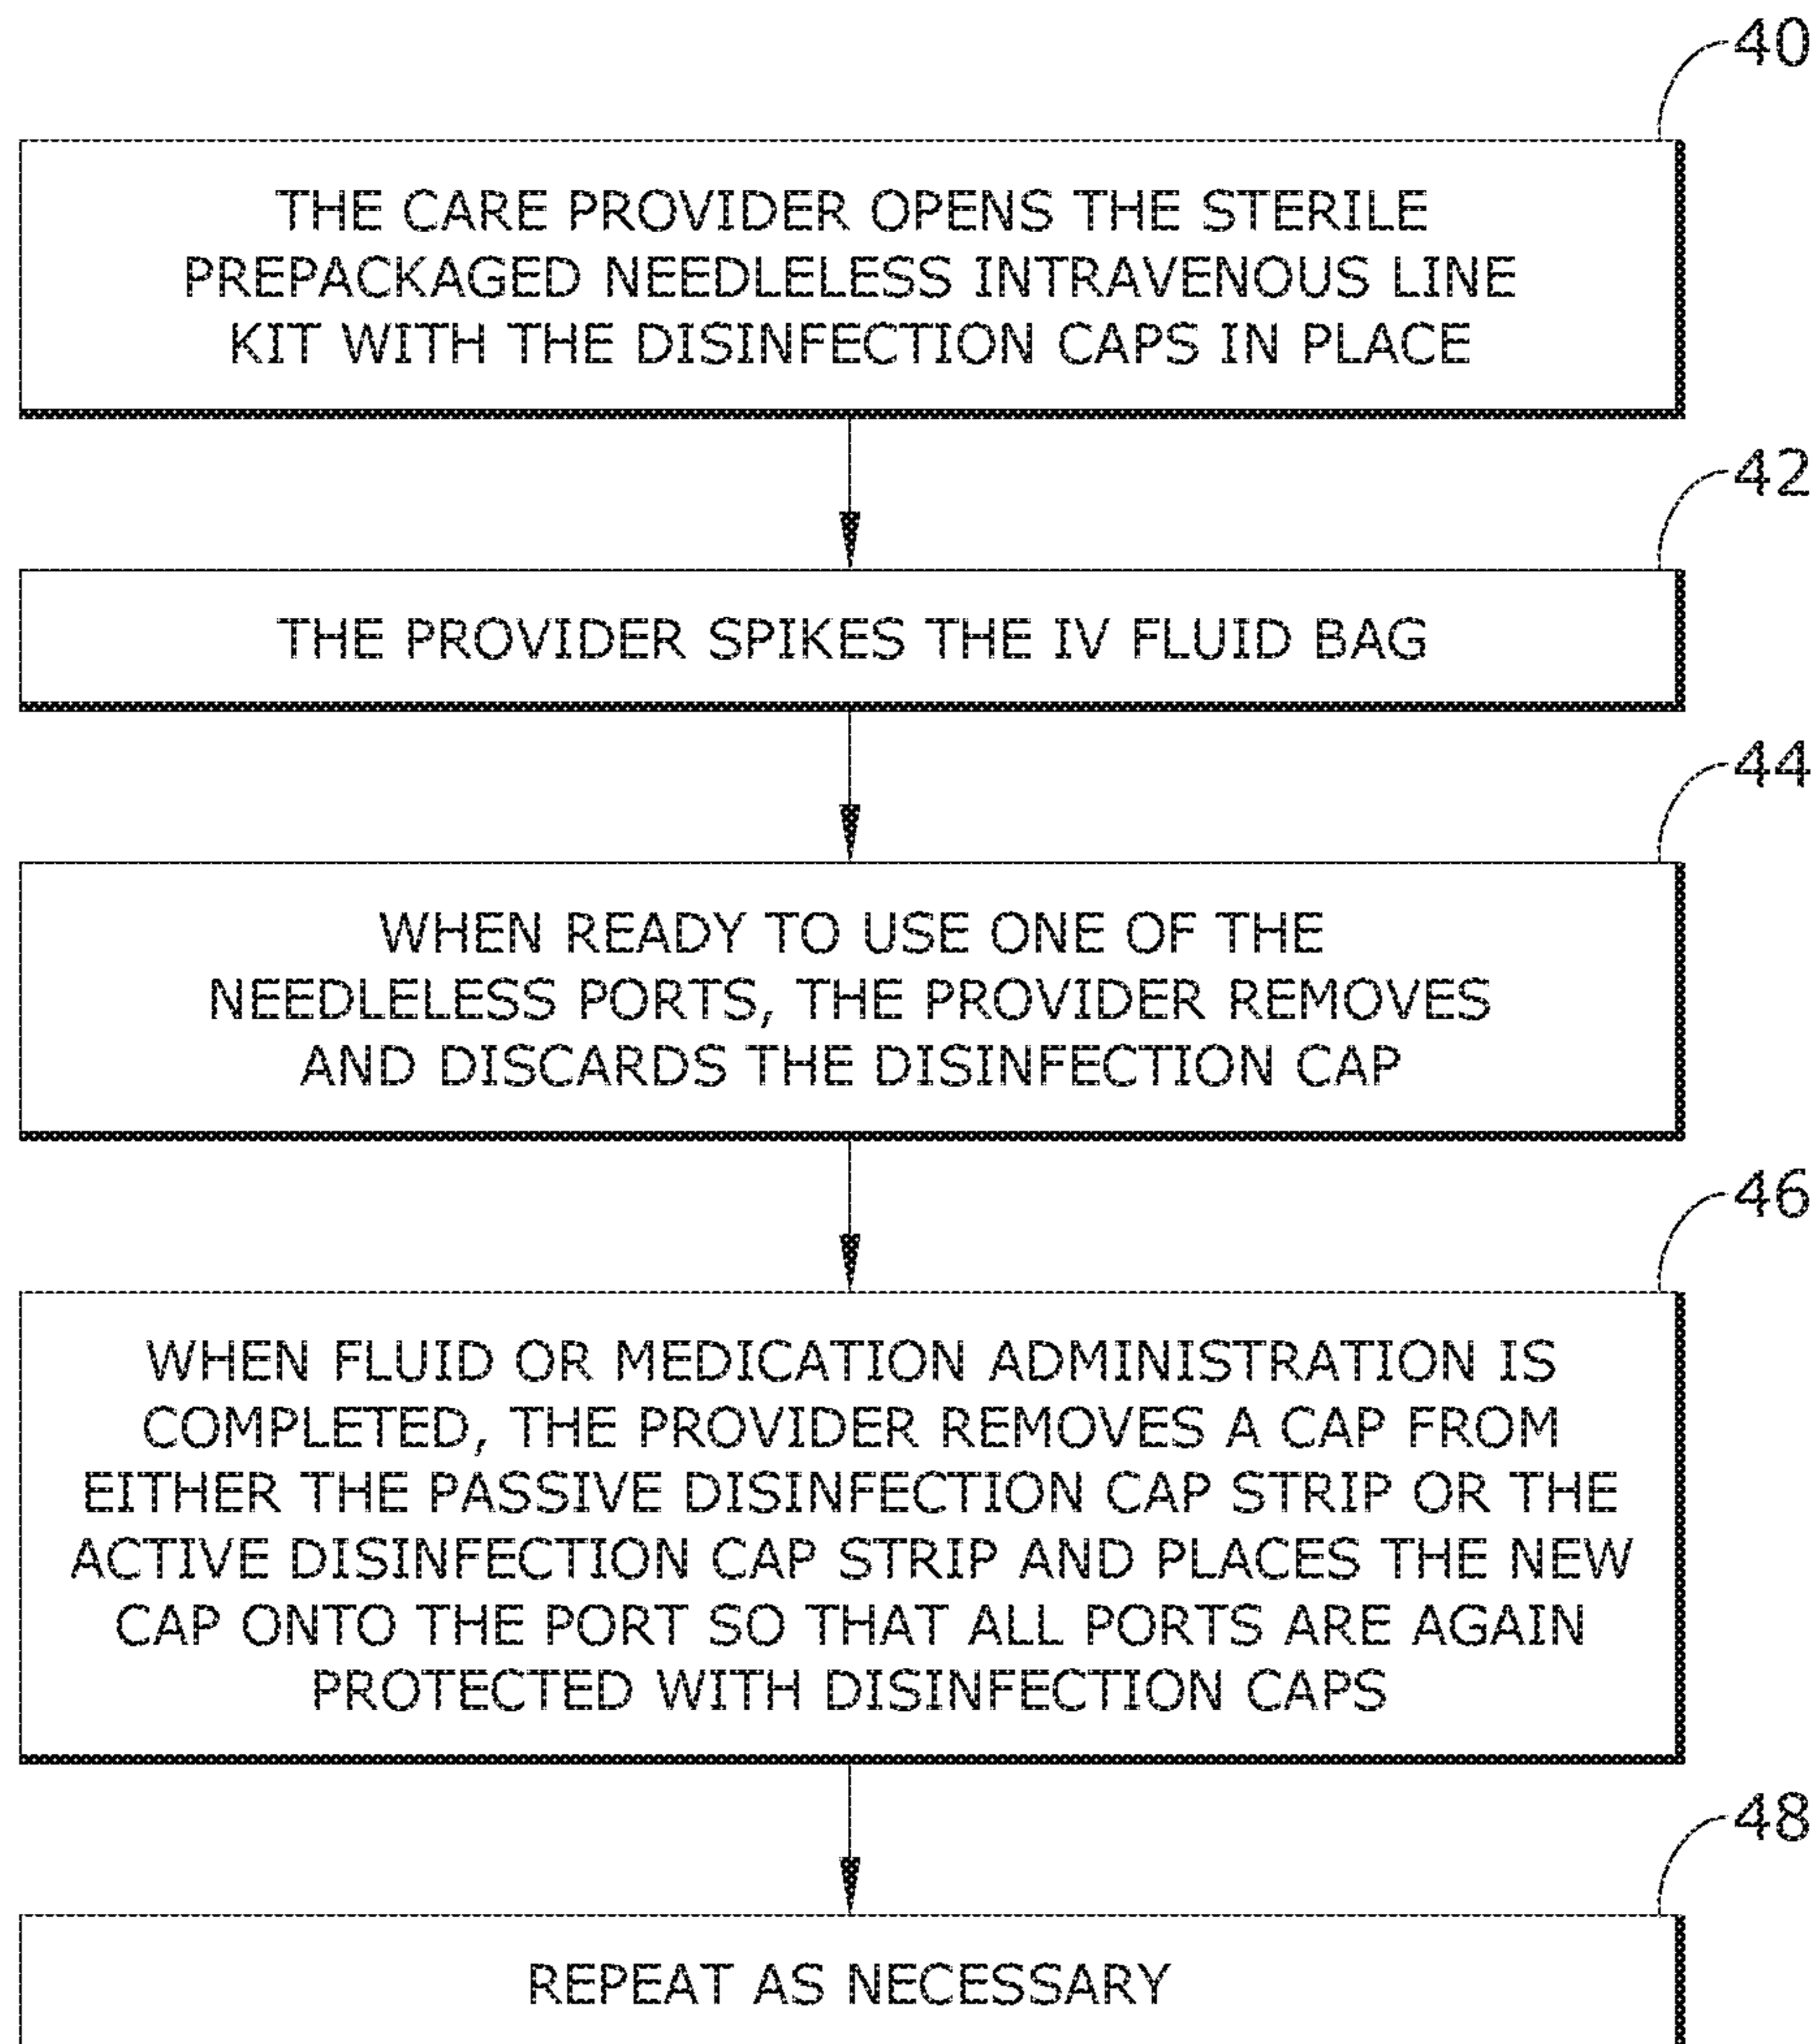 40
THE CARE PROVIDER OPENS THE STERILE
PREPACKAGED NEEDLELESS INTRAVENOUS LINE
KIT WITH THE DISINFECTION CAPS IN PLACE
42
THE PROVIDER SPIKES THE IV FLUID BAG
44
WHEN READY TO USE ONE OF THE
NEEDLELESS PORTS, THE PROVIDER REMOVES
AND DISCARDS THE DISINFECTION CAP
46
WHEN FLUID OR MEDICATION ADMINISTRATION IS
COMPLETED, THE PROVIDER REMOVES A CAP FROM
EITHER THE PASSIVE DISINFECTION CAP STRIP OR THE
ACTIVE DISINFECTION CAP STRIP AND PLACES THE NEW
CAP ONTO THE PORT SO THAT ALL PORTS ARE AGAIN
PROTECTED WITH DISINFECTION CAPS
48
REPEAT AS NECESSARY